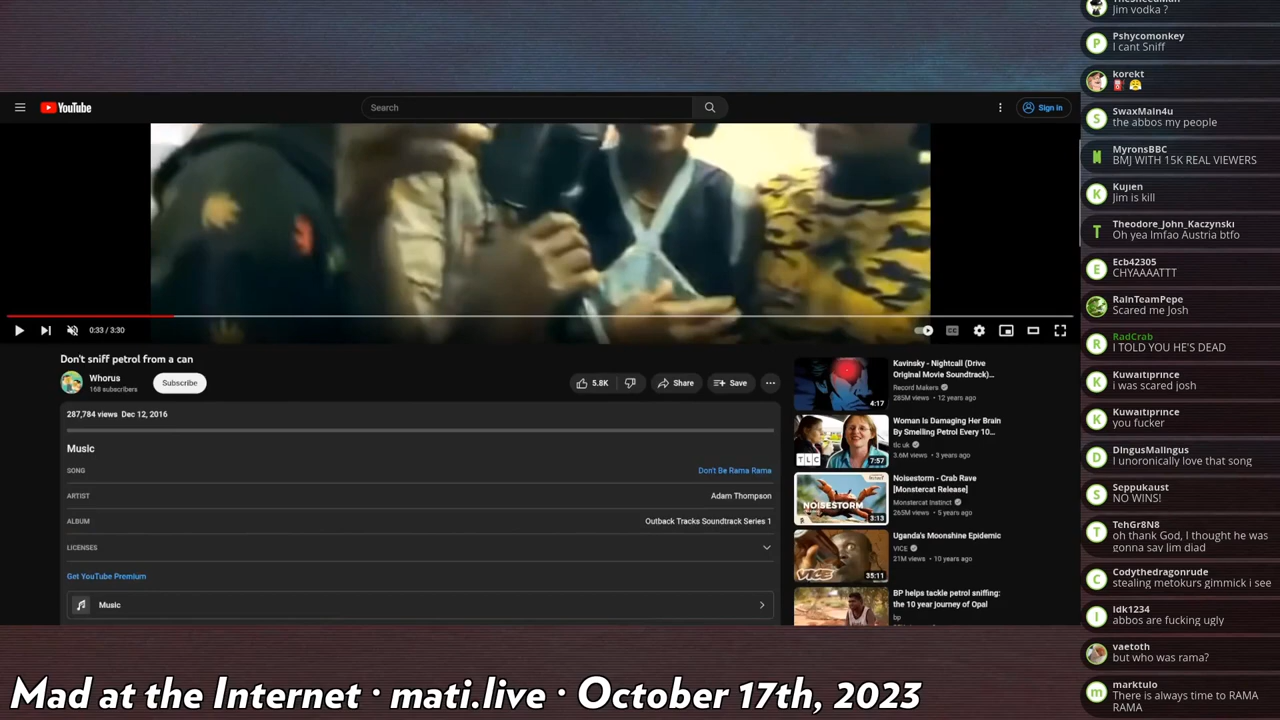 YouTube
Search
Sign in
0:33 / 3:30
Don't sniff petrol from a can
Whorus
168 subscribers
Subscribe
5.8K
Share
Save
287,784 views Dec 12, 2016
Music
SONG
Don't Be Rama Rama
ARTIST
Adam Thompson
ALBUM
Outback Tracks Soundtrack Series 1
LICENSES
Get YouTube Premium
Music
Kavinsky - Nightcall (Drive
Original Movie Soundtrack)...
Record Makers
285M views • 12 years ago
4:17
Woman Is Damaging Her Brain
By Smelling Petrol Every 10...
tlc uk
3.6M views • 3 years ago
TLC
7:57
Noisestorm - Crab Rave
[Monstercat Release]
Monstercat Instinct
265M views • 5 years ago
NOISESTORM
3:13
Uganda's Moonshine Epidemic
VICE
21M views • 10 years ago
VICE
35:11
BP helps tackle petrol sniffing:
the 10 year journey of Opal
bp
Jim vodka ?
Pshycomonkey
I cant Sniff
korekt
SwaxMaIn4u
the abbos my people
MyronsBBC
BMJ WITH 15K REAL VIEWERS
Kujien
Jim is kill
Theodore_John_Kaczynski
Oh yea lmfao Austria btfo
Ecb42305
CHYAAAATTT
RaInTeamPepe
Scared me Josh
RadCrab
I TOLD YOU HE'S DEAD
Kuwaitiprince
i was scared josh
Kuwaitiprince
you fucker
DIngusMalIngus
I unoronically love that song
Seppukaust
NO WINS!
TehGr8N8
oh thank God, I thought he was
gonna say Jim diad
Codythedragonrude
stealing metokurs gimmick i see
Idk1234
abbos are fucking ugly
vaetoth
but who was rama?
marktulo
There is always time to RAMA
RAMA
Mad at the Internet · mati.live · October 17th, 2023